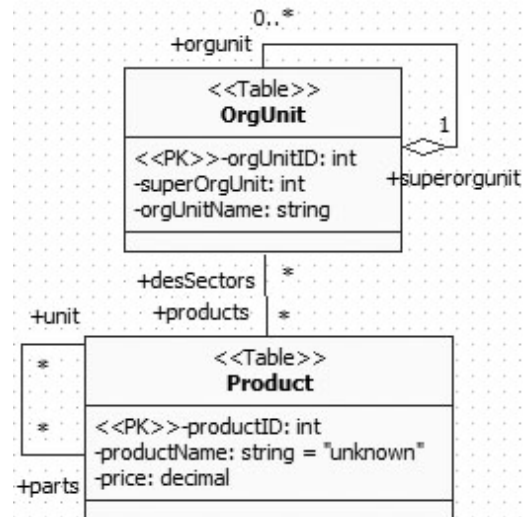 0..*
+orgunit
<<Table>>
OrgUnit
1
<<PK>>-orgUnitID: int
-superOrgUnit: int
+superorgunit
-orgUnitName: string
+desSectors *
+unit +products *
<<Table>>
*
Product
* <<PK>>-productID: int
-productName: string = "unknown"
+parts -price: decimal